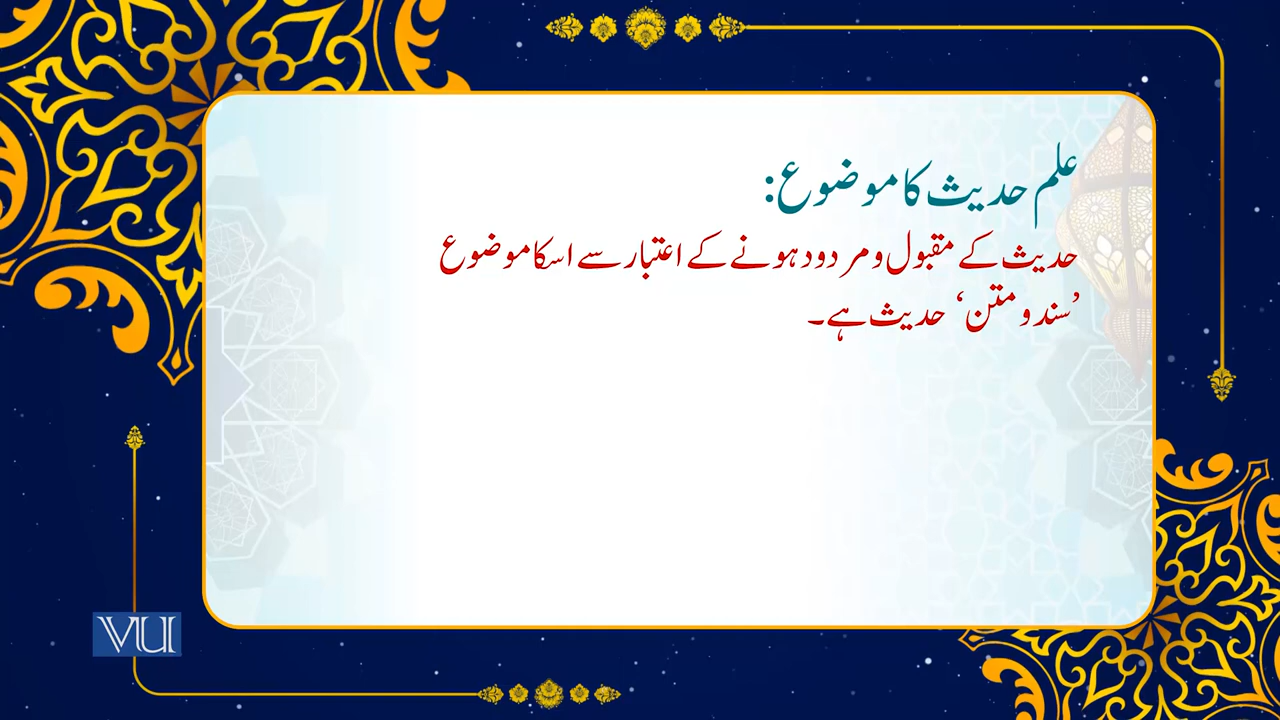 علم حدیث کا موضوع:
حدیث کے مقبول و مردود ہونے کے اعتبار سے اسکا موضوع
’سند و متن‘ حدیث ہے۔
VU